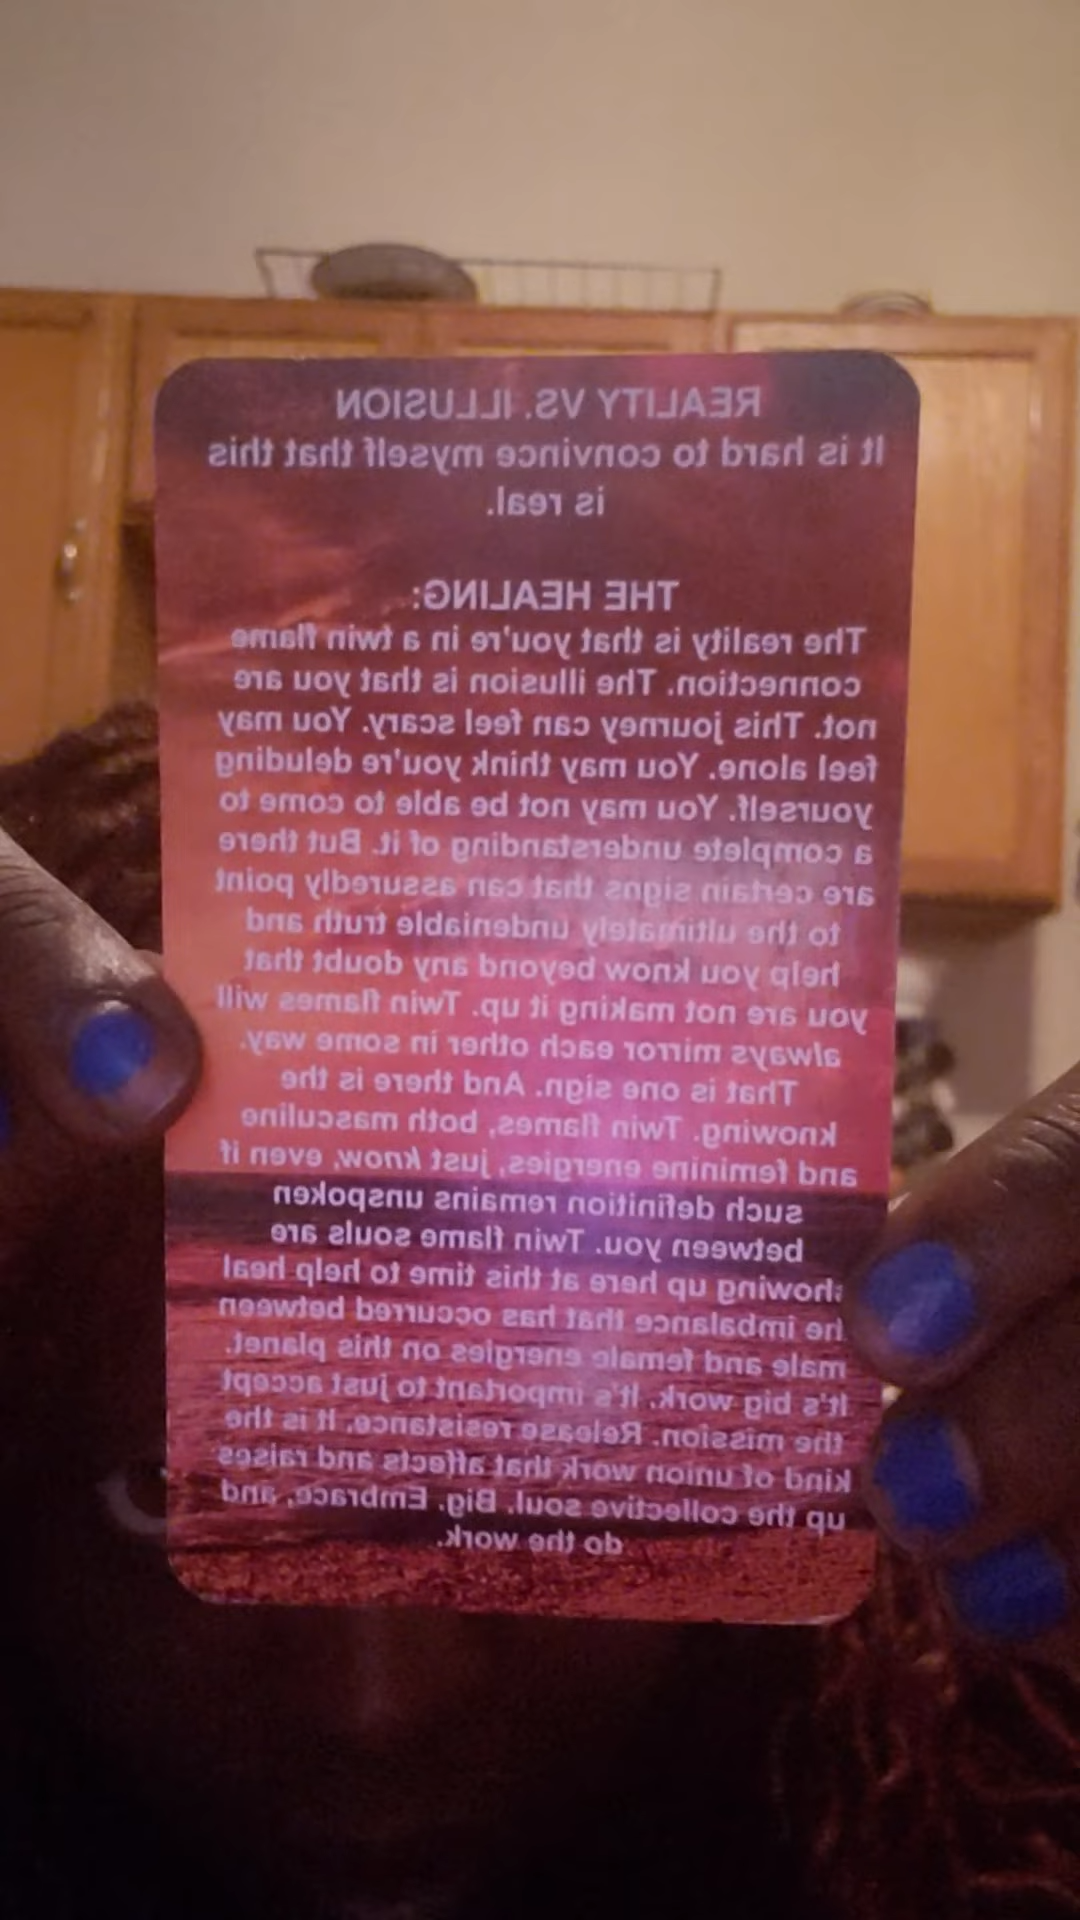 REALITY VS. ILLUSION
It is hard to convince myself that this
is real.
THE HEALING:
The reality is that you're in a twin flame
connection. The illusion is that you are
not. This journey can feel scary. You may
feel alone. You may think you're deluding
yourself. You may not be able to come to
a complete understanding of it. But there
are certain signs that can assuredly point
to the ultimately undeniable truth and
help you know beyond any doubt that
you are not making it up. Twin flames will
always mirror each other in some way.
That is one sign. And there is the
knowing. Twin flames, both masculine
and feminine energies, just know, even if
such definition remains unspoken
between you. Twin flame souls are
showing up here at this time to help heal
the imbalance that has occurred between
male and female energies on this planet.
It's big work. It's important to just accept
the mission. Release resistance. It is the
kind of union work that affects and raises
up the collective soul. Big. Embrace, and
do the work.